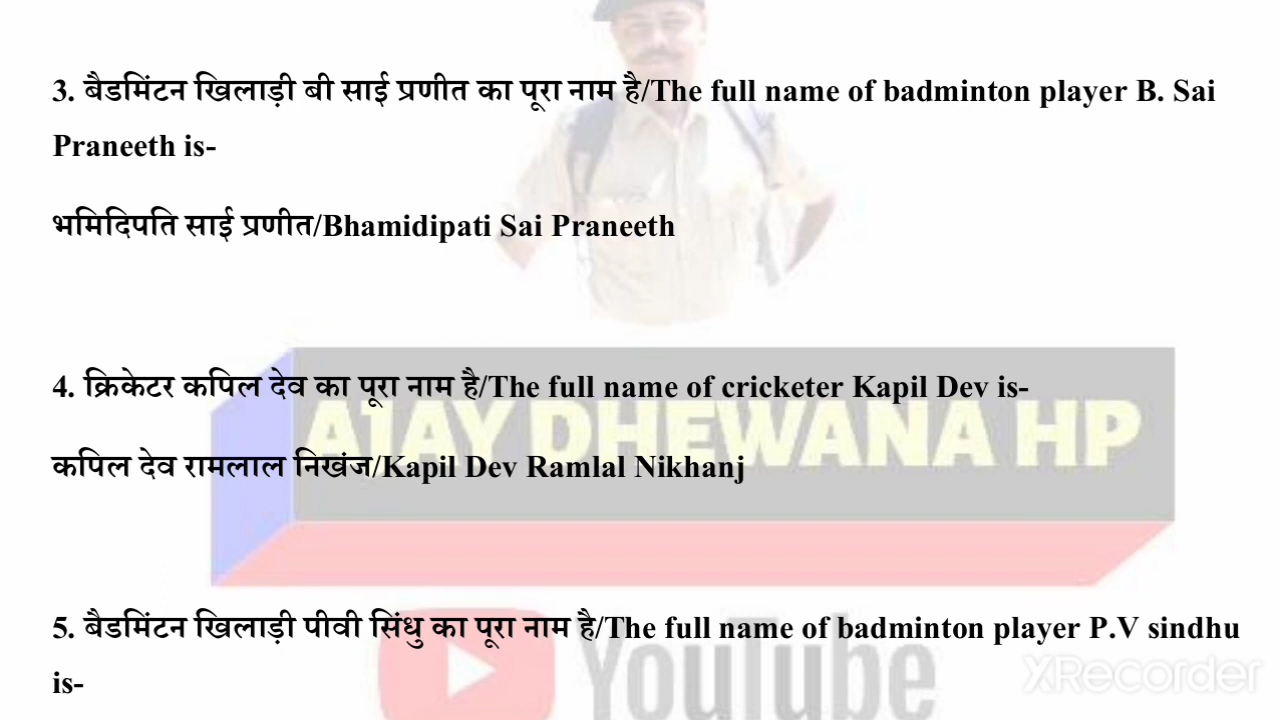 3. बैडमिंटन खिलाड़ी बी साई प्रणीत का पूरा नाम है/The full name of badminton player B. Sai
Praneeth is-
भमिदिपति साई प्रणीत/Bhamidipati Sai Praneeth
4. क्रिकेटर कपिल देव का पूरा नाम है/The full name of cricketer Kapil Dev is-
AJAY DHEWANA HP
कपिल देव रामलाल निखंज/Kapil Dev Ramlal Nikhanj
5. बैडमिंटन खिलाड़ी पीवी सिंधु का पूरा नाम है/The full name of badminton player P.V sindhu
is-
YouTube
XRecorder